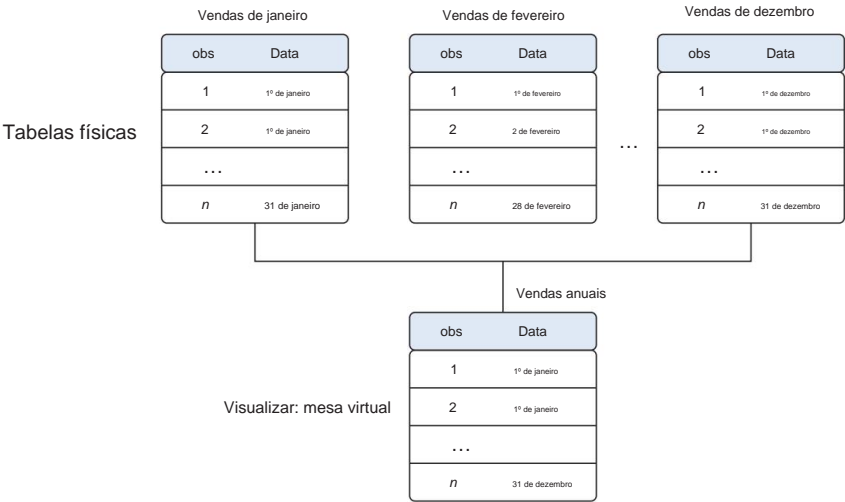 Vendas de janeiro
obs Data
1 1º de janeiro
2 1º de janeiro
...
n 31 de janeiro
Vendas de fevereiro
obs Data
1 1º de fevereiro
2 2 de fevereiro
...
n 28 de fevereiro
...
Vendas de dezembro
obs Data
1 1º de dezembro
2 1º de dezembro
...
n 31 de dezembro
Tabelas físicas
Vendas anuais
obs Data
1 1º de janeiro
2 1º de janeiro
...
n 31 de dezembro
Visualizar: mesa virtual